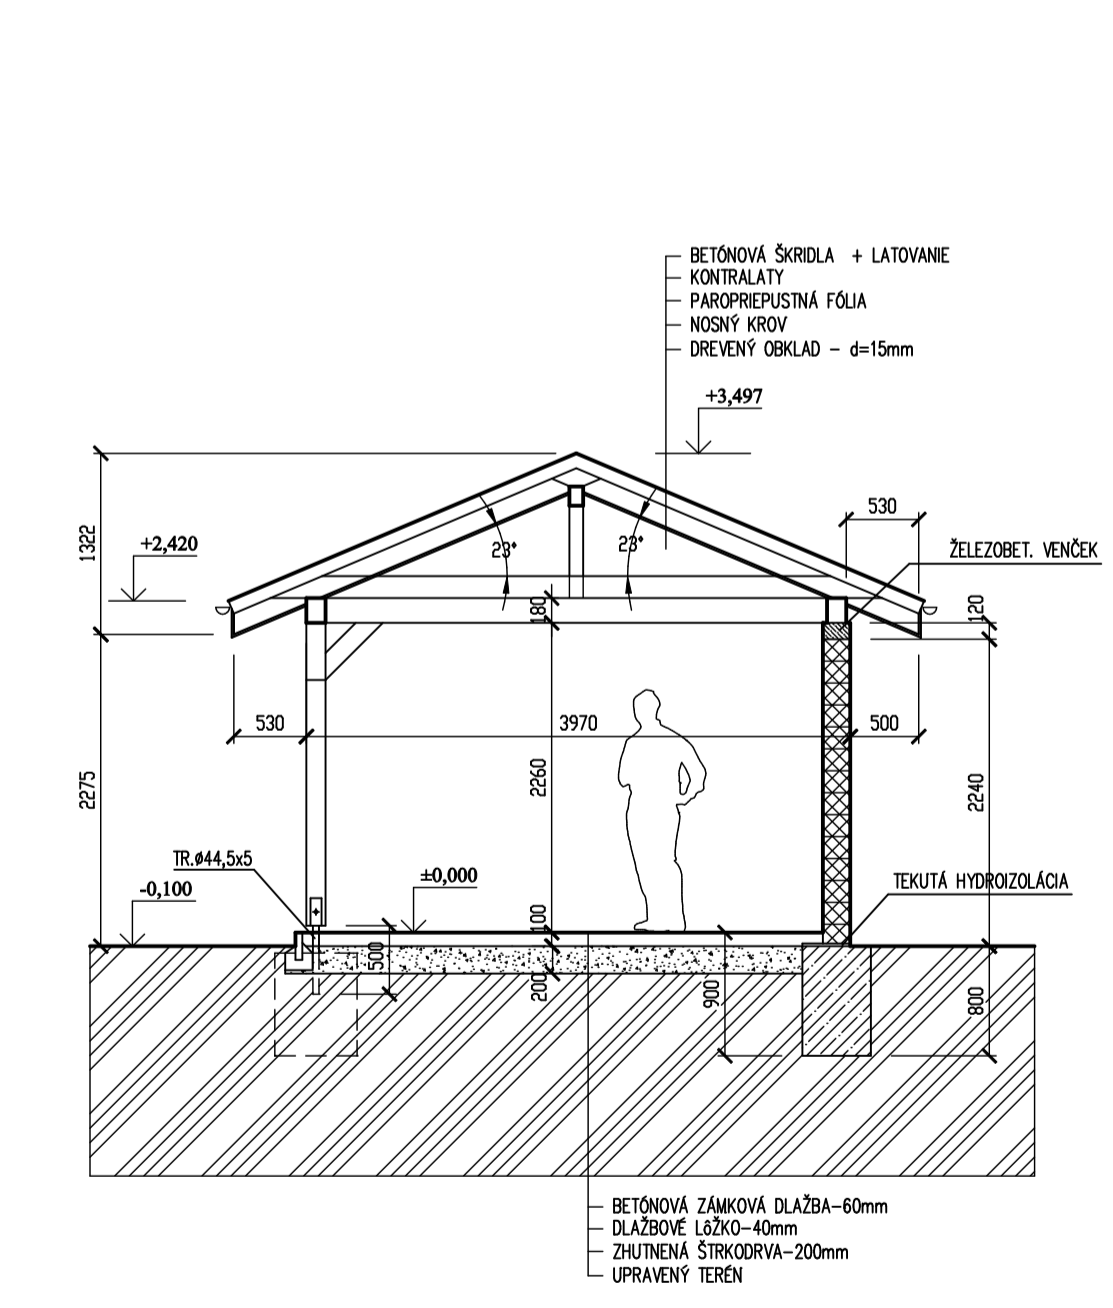 BETÓNOVÁ ŠKRIDLA + LATOVANIE
KONTRALATY
PAROPRIEPUSTNÁ FÓLIA
NOSNÝ KROV
DREVENÝ OBKLAD - d=15mm
+3,497
530
1322
+2,420
23°
23°
ŽELEZOBET. VENČEK
180
120
530
3970
500
2275
2260
2240
TR.ø44,5x5
-0,100
±0,000
TEKUTÁ HYDROIZOLÁCIA
100
500
200
900
800
BETÓNOVÁ ZÁMKOVÁ DLAŽBA-60mm
DLAŽBOVÉ LôŽKO-40mm
ZHUTNENÁ ŠTRKODRVA-200mm
UPRAVENÝ TERÉN